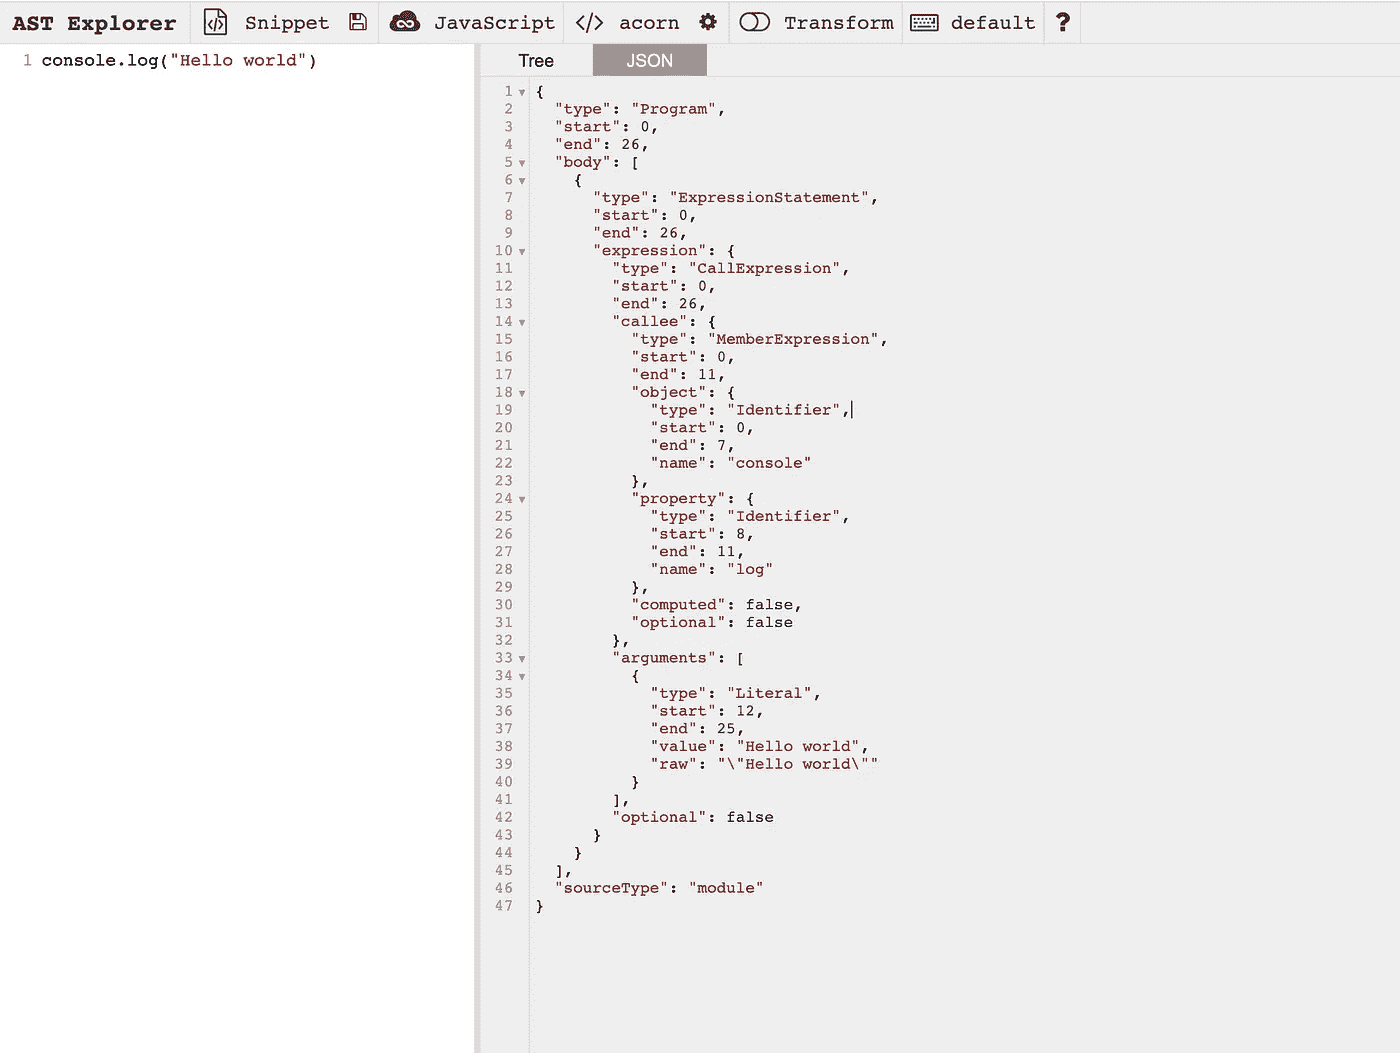 AST Explorer Snippet JavaScript </> acorn Transform default ?
1 console.log("Hello world")
Tree JSON
1 {
2   "type": "Program",
3   "start": 0,
4   "end": 26,
5   "body": [
6     {
7       "type": "ExpressionStatement",
8       "start": 0,
9       "end": 26,
10       "expression": {
11         "type": "CallExpression",
12         "start": 0,
13         "end": 26,
14         "callee": {
15           "type": "MemberExpression",
16           "start": 0,
17           "end": 11,
18           "object": {
19             "type": "Identifier",
20             "start": 0,
21             "end": 7,
22             "name": "console"
23           },
24           "property": {
25             "type": "Identifier",
26             "start": 8,
27             "end": 11,
28             "name": "log"
29           },
30           "computed": false,
31           "optional": false
32         },
33         "arguments": [
34           {
35             "type": "Literal",
36             "start": 12,
37             "end": 25,
38             "value": "Hello world",
39             "raw": "\"Hello world\""
40           }
41         ],
42         "optional": false
43       }
44     }
45   ],
46   "sourceType": "module"
47 }